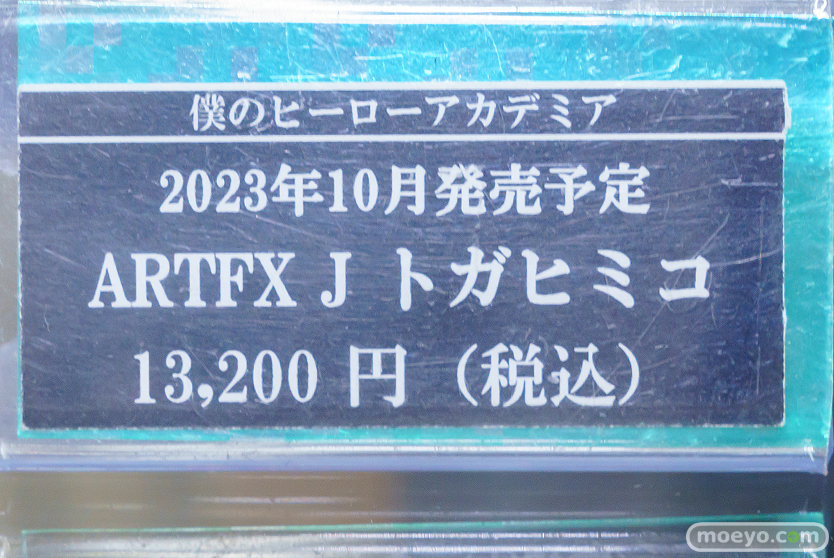 僕のヒーローアカデミア
2023年10月発売予定
ARTFX J トガヒミコ
13,200 円（税込）
moeyo.com